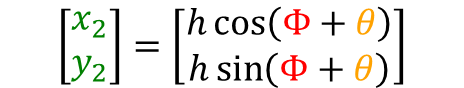 [x₂] = [h cos(Φ + θ)]
[y₂]   [h sin(Φ + θ)]